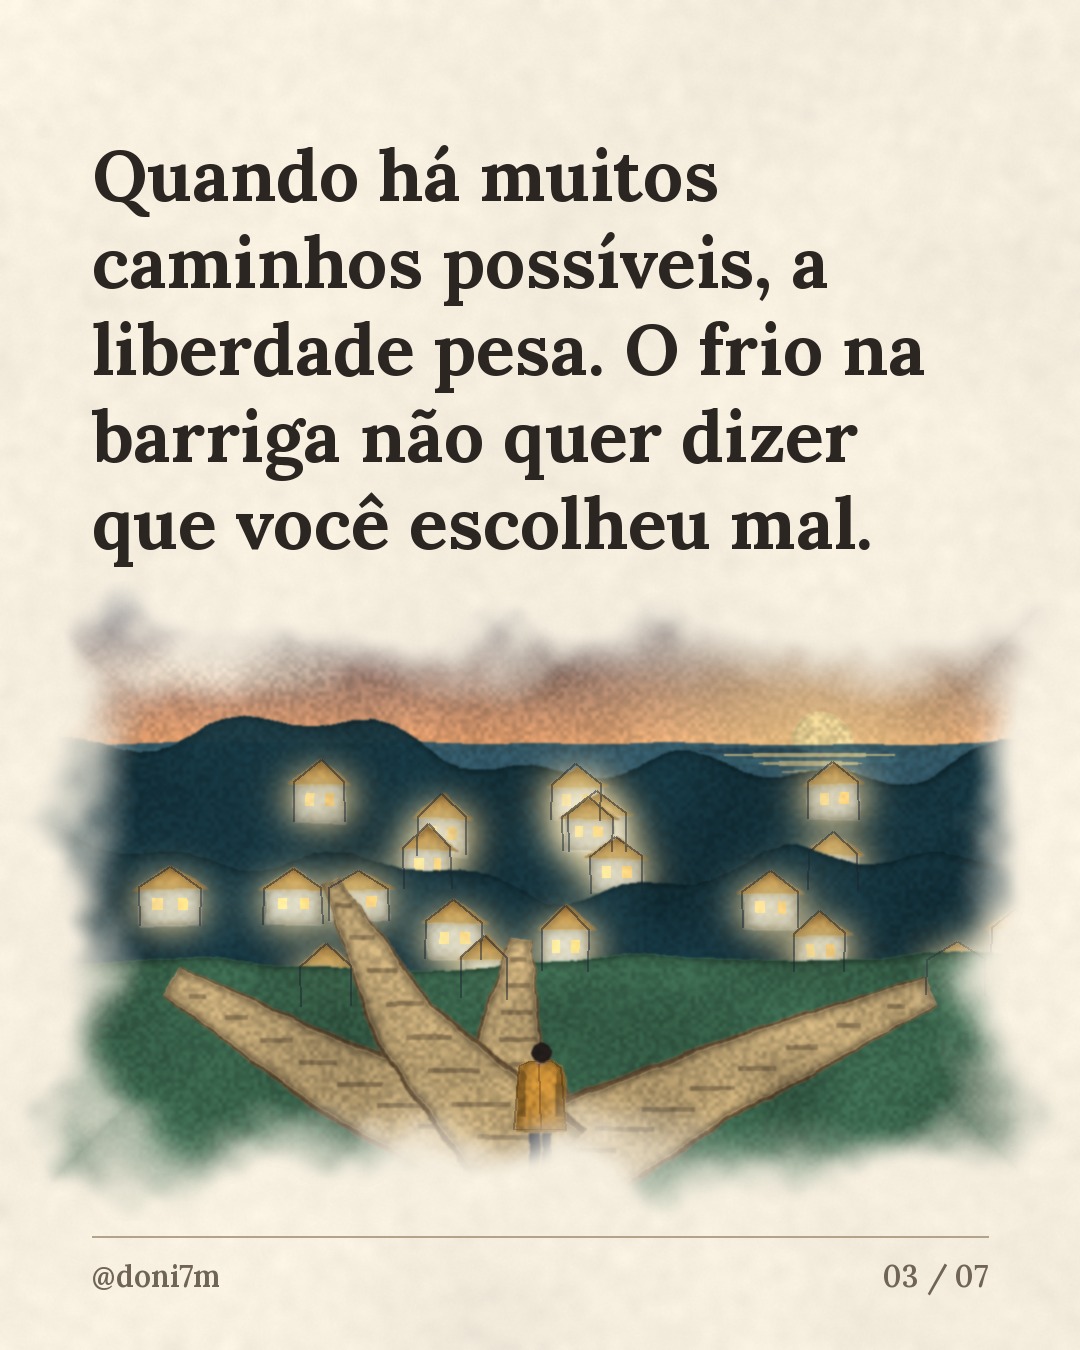 Quando há muitos
caminhos possíveis, a
liberdade pesa. O frio na
barriga não quer dizer
que você escolheu mal.
@doni7m
03 / 07